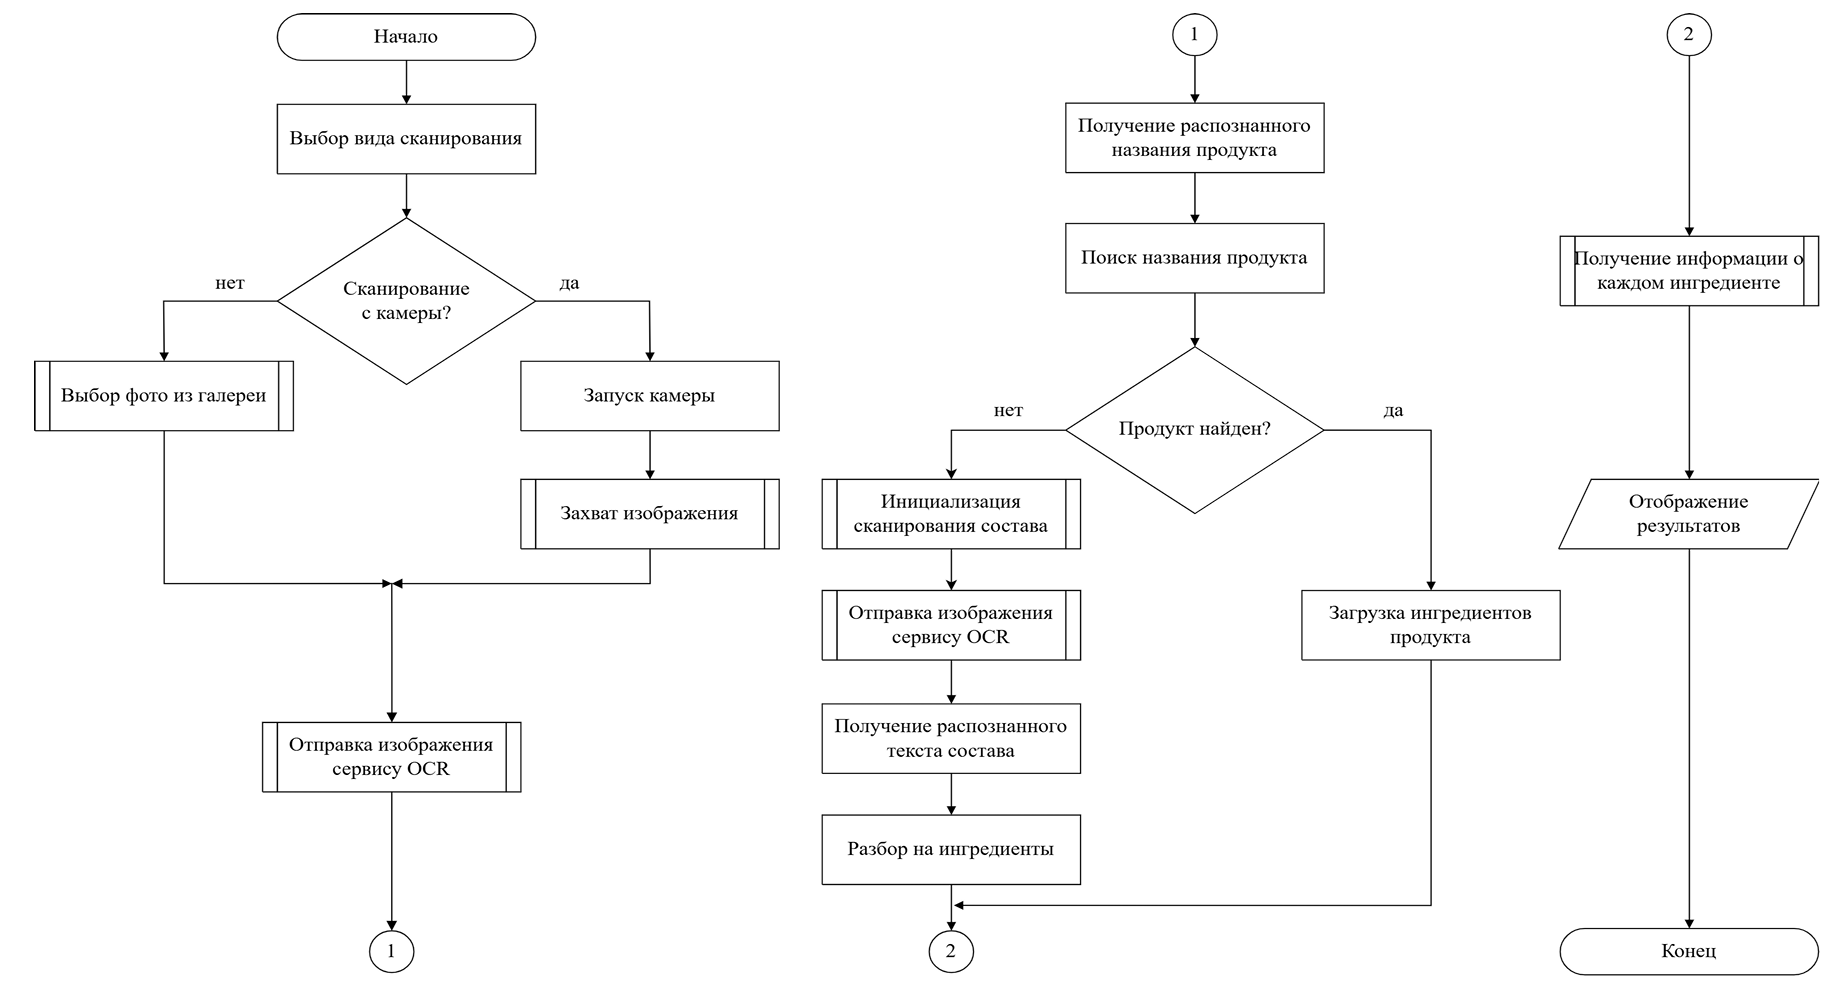 Начало
Выбор вида сканирования
Сканирование
с камеры?
нет
да
Выбор фото из галереи
Запуск камеры
Захват изображения
Отправка изображения
сервису OCR
1
1
Получение распознанного
названия продукта
Поиск названия продукта
Продукт найден?
нет
да
Инициализация
сканирования состава
Отправка изображения
сервису OCR
Загрузка ингредиентов
продукта
Получение распознанного
текста состава
Разбор на ингредиенты
2
2
Получение информации о
каждом ингредиенте
Отображение
результатов
Конец